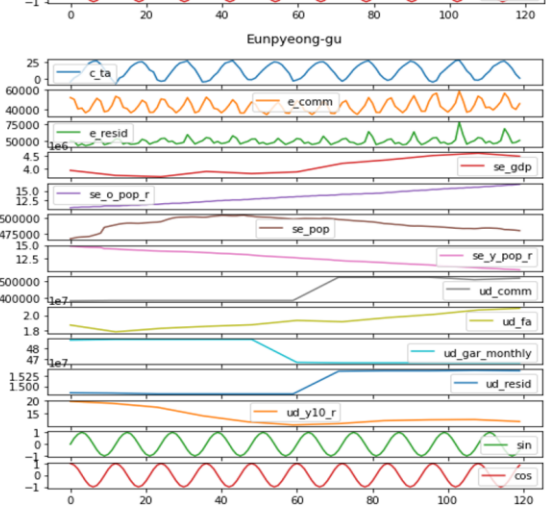 −1
0 20 40 60 80 100 120
Eunpyeong-gu
25
0
c_ta
60000
40000
e_comm
75000
50000
e_resid
1e6
4.5
4.0
se_gdp
15.0
12.5
se_o_pop_r
500000
475000
se_pop
15.0
12.5
se_y_pop_r
500000
400000
ud_comm
1e7
2.0
1.8
ud_fa
48
47
ud_gar_monthly
1e7
1.525
1.500
ud_resid
20
15
ud_y10_r
1
0
−1
sin
1
0
−1
cos
0 20 40 60 80 100 120